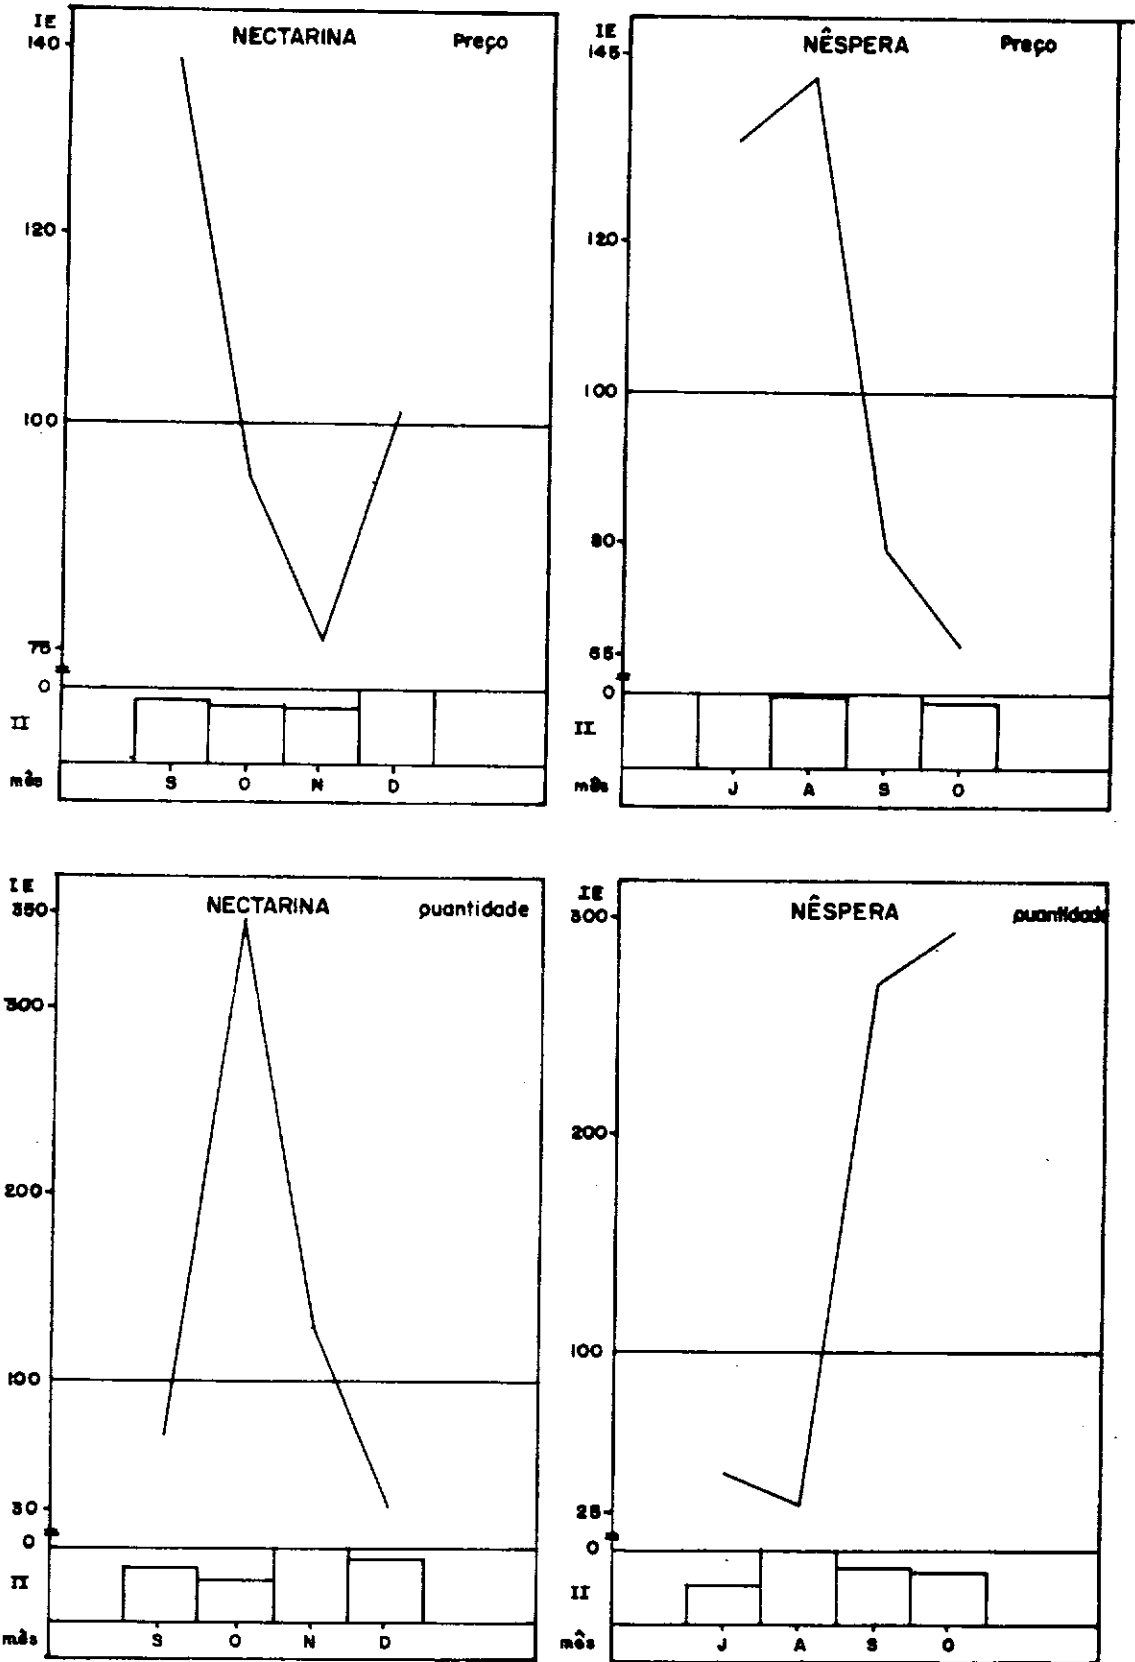 IE
NECTARINA Preço
140
120
100
75
0
II
mês S O N D
IE
NÊSPERA Preço
145
120
100
80
65
0
II
mês J A S O
IE
NECTARINA quantidade
350
300
200
100
30
0
II
mês S O N D
IE
NÊSPERA quantidade
300
200
100
25
0
II
mês J A S O